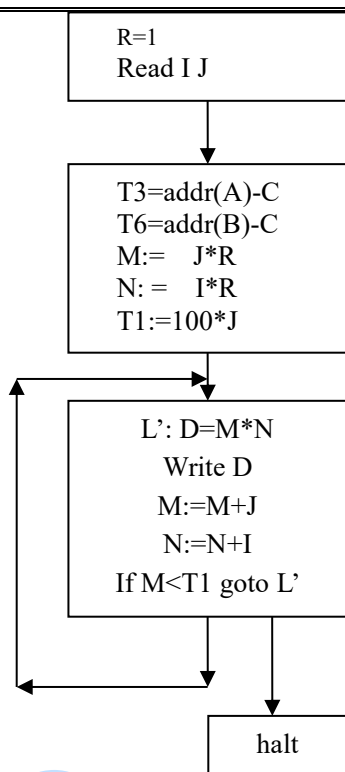 R=1
Read I J
T3=addr(A)-C
T6=addr(B)-C
M:= J*R
N: = I*R
T1:=100*J
L’: D=M*N
Write D
M:=M+J
N:=N+I
If M<T1 goto L’
halt